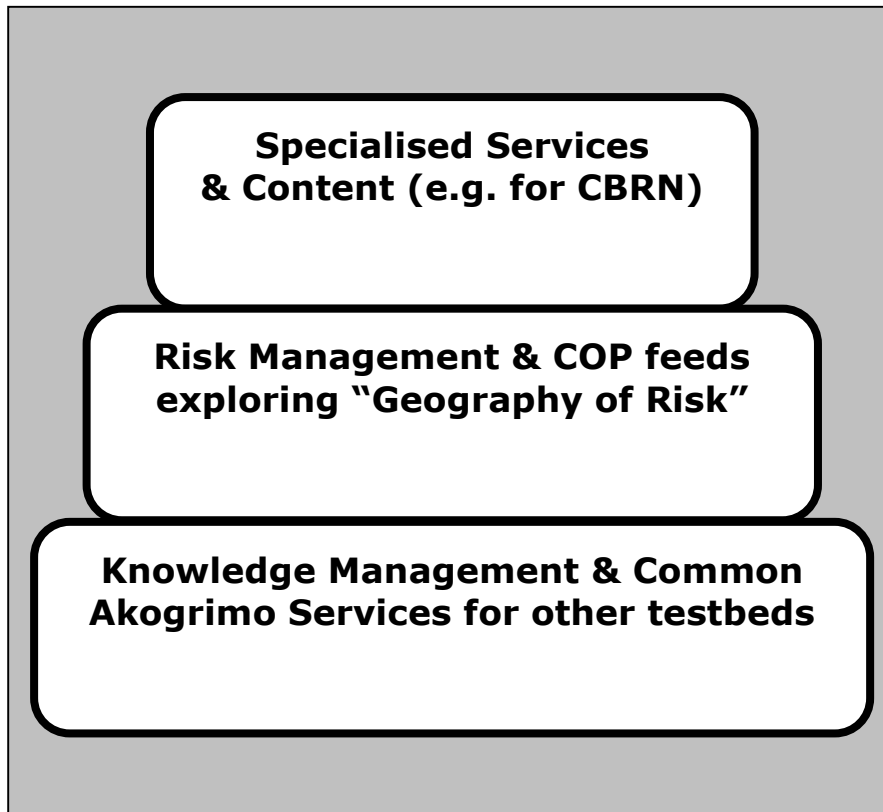 Specialised Services
& Content (e.g. for CBRN)
Risk Management & COP feeds
exploring “Geography of Risk”
Knowledge Management & Common
Akogrimo Services for other testbeds